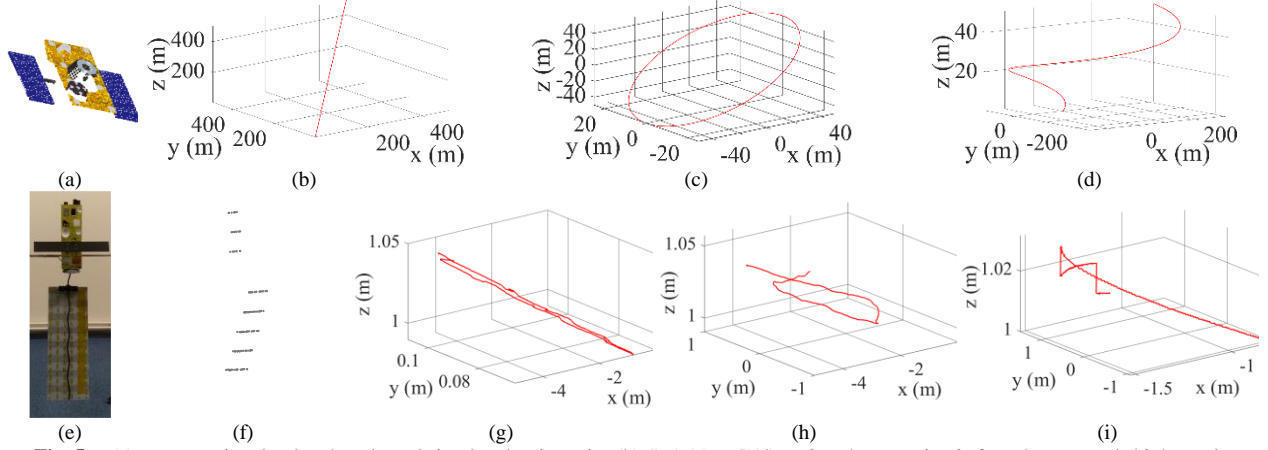 400
200
z (m)
400
200
y (m)
200
400
x (m)
40
20
0
-20
-40
z (m)
20
0
-20
y (m)
-40
0
40
x (m)
40
20
z (m)
0
-200
y (m)
0
200
x (m)
(a)
(b)
(c)
(d)
1.05
1
z (m)
0.1
0.08
y (m)
-4
-2
x (m)
1.05
1
z (m)
1
0
-1
y (m)
-4
-2
x (m)
1.02
1
z (m)
1
0
-1
y (m)
-1.5
-1
x (m)
(e)
(f)
(g)
(h)
(i)